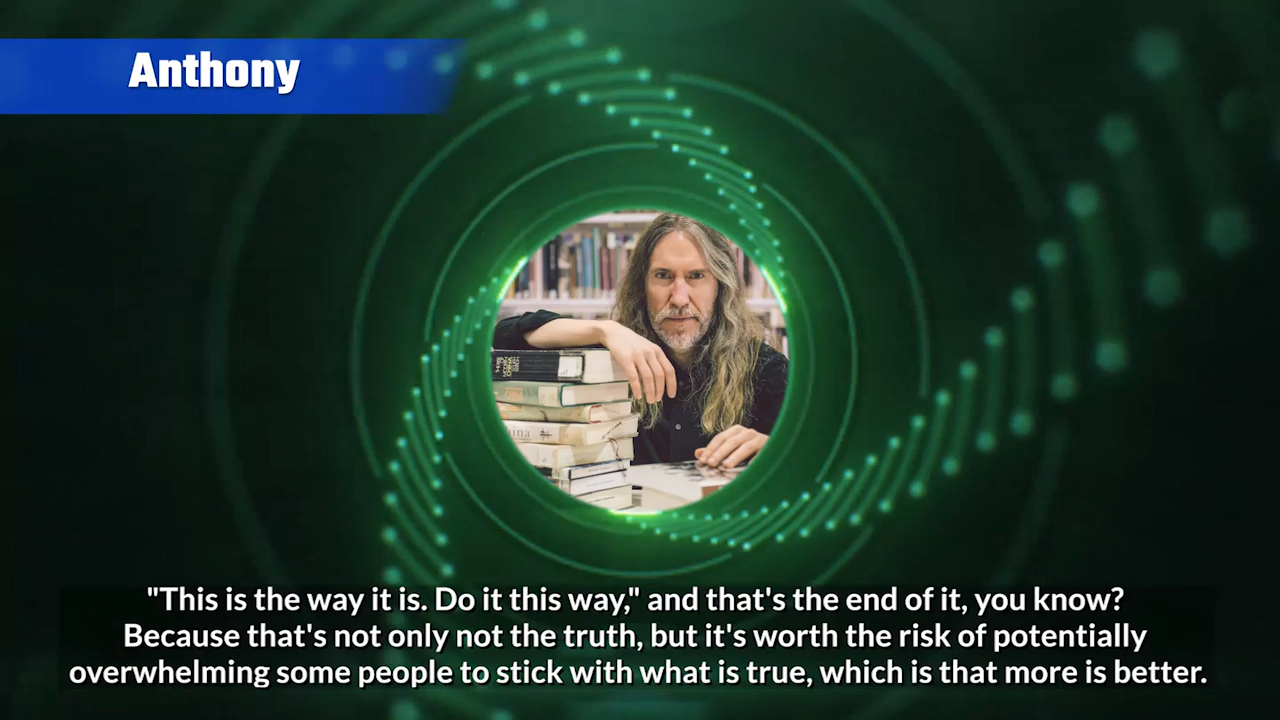 Anthony
"This is the way it is. Do it this way," and that's the end of it, you know?
Because that's not only not the truth, but it's worth the risk of potentially
overwhelming some people to stick with what is true, which is that more is better.